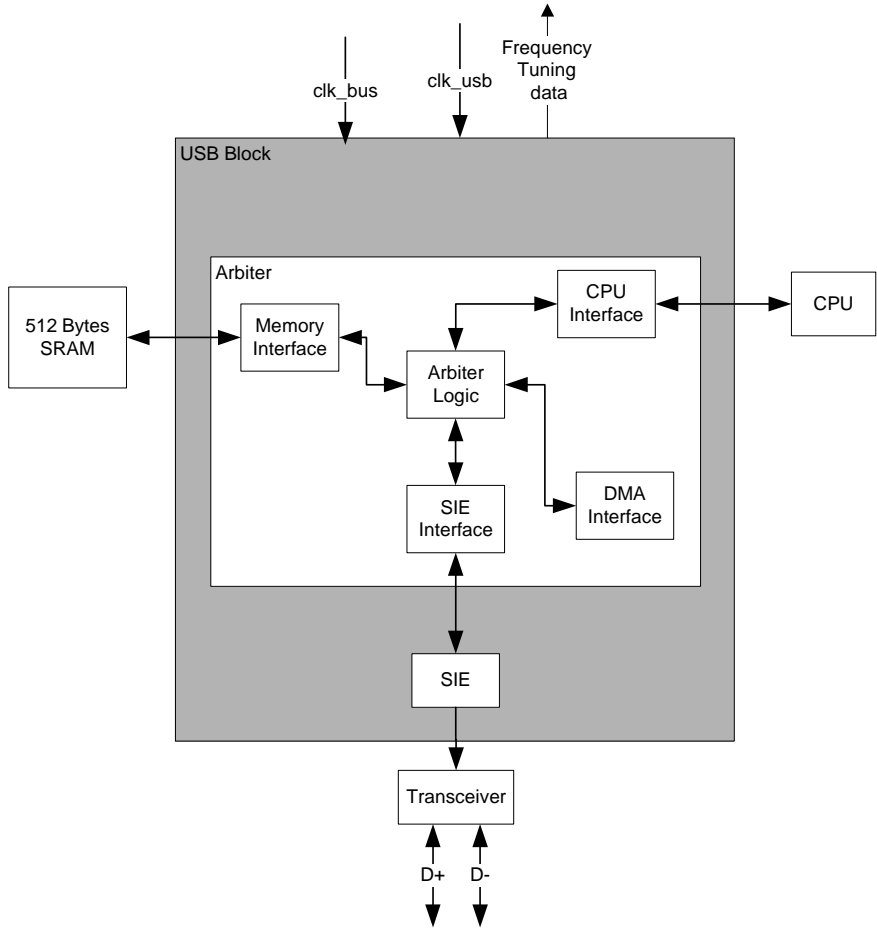 Frequency
Tuning
data
clk_bus
clk_usb
USB Block
Arbiter
512 Bytes
SRAM
Memory
Interface
CPU
Interface
CPU
Arbiter
Logic
SIE
Interface
DMA
Interface
SIE
Transceiver
D+
D-